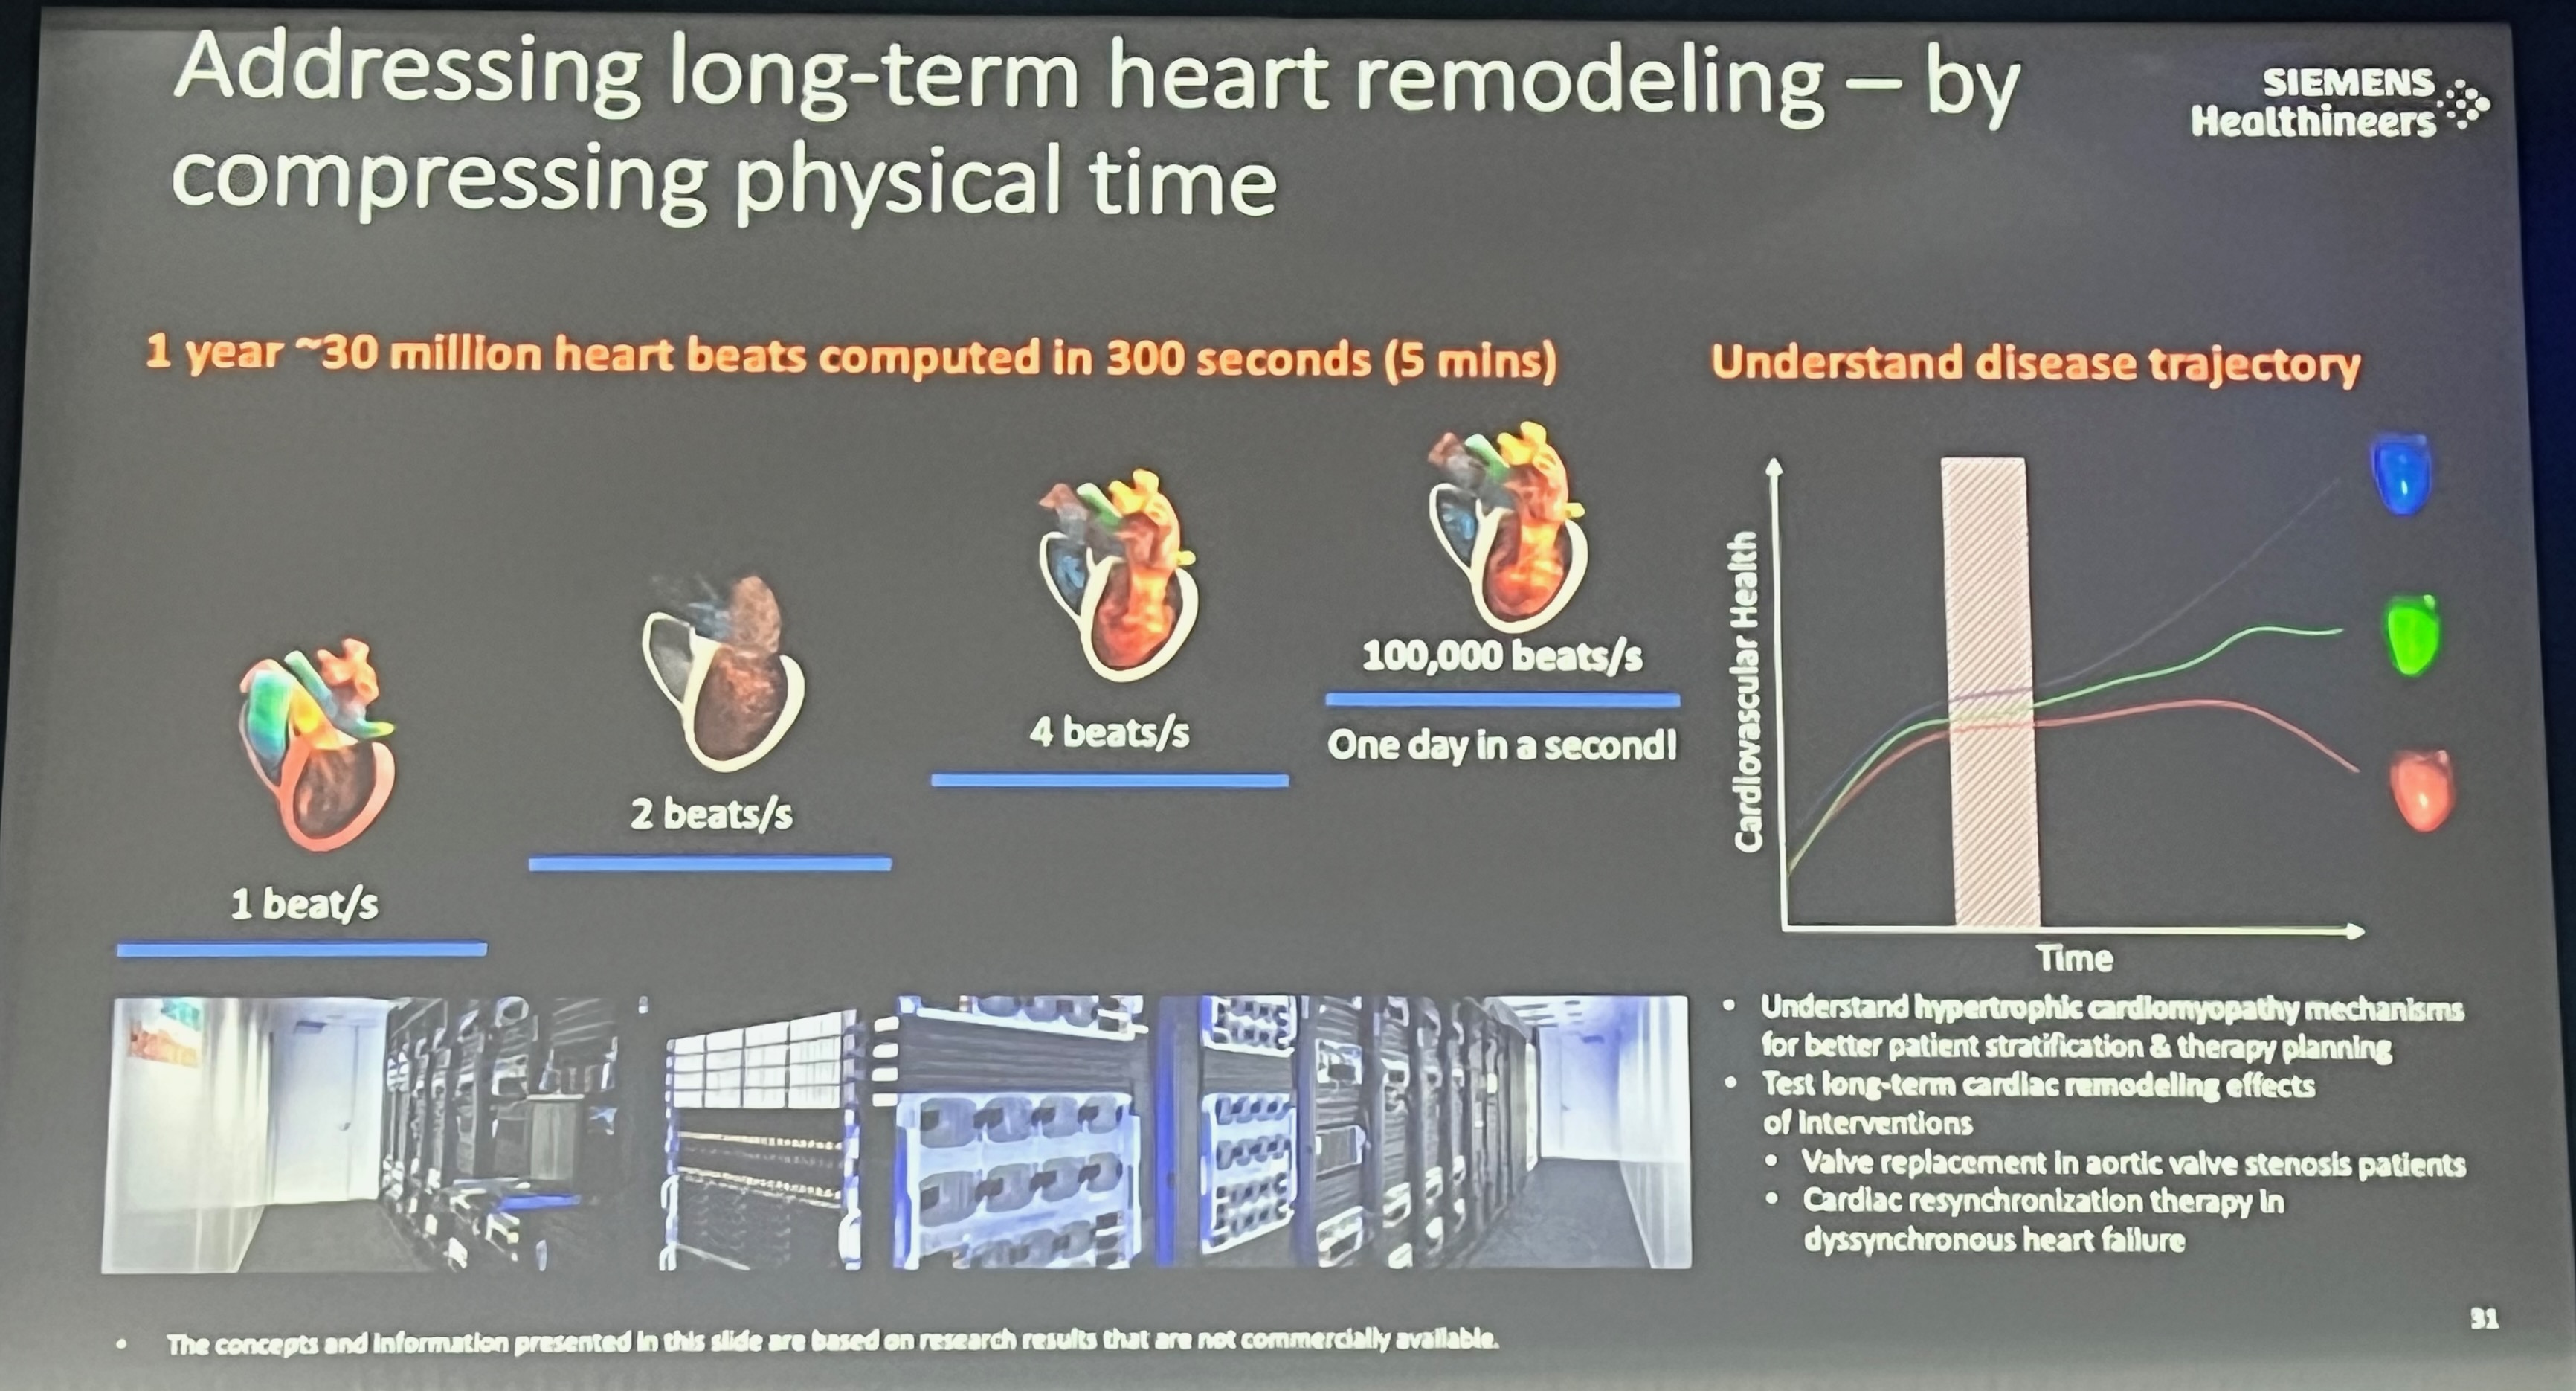 Addressing long-term heart remodeling – by
compressing physical time
SIEMENS
Healthineers
1 year ~30 million heart beats computed in 300 seconds (5 mins)
1 beat/s
2 beats/s
4 beats/s
100,000 beats/s
One day in a second!
Understand disease trajectory
Cardiovascular Health
Time
• Understand hypertrophic cardiomyopathy mechanisms
for better patient stratification & therapy planning
• Test long-term cardiac remodeling effects
of interventions
• Valve replacement in aortic valve stenosis patients
• Cardiac resynchronization therapy in
dyssynchronous heart failure
• The concepts and information presented in this slide are based on research results that are not commercially available.
31